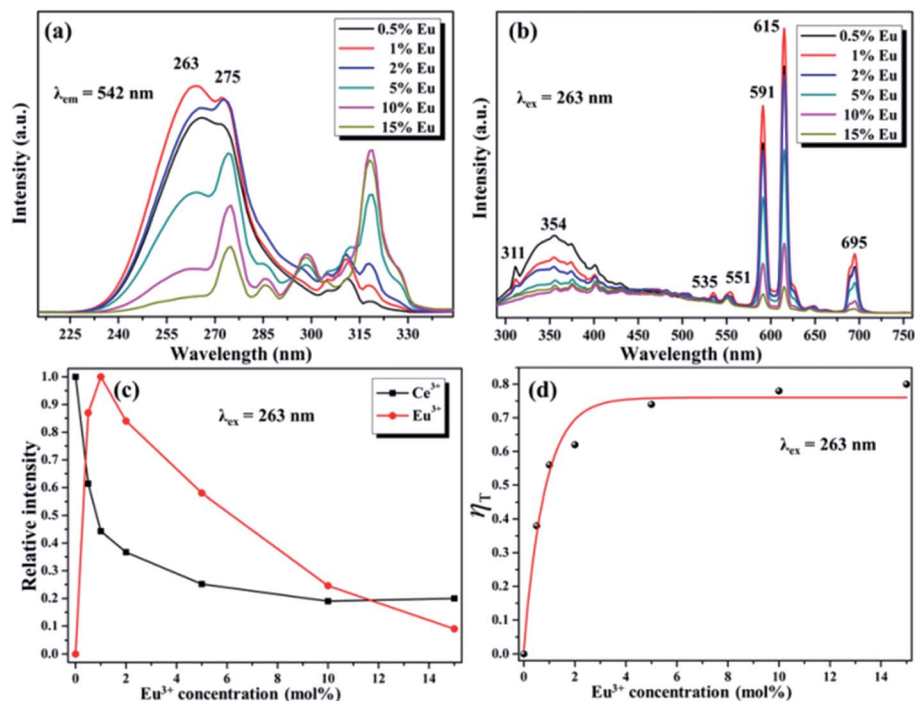 (a)
263
275
λem = 542 nm
0.5% Eu
1% Eu
2% Eu
5% Eu
10% Eu
15% Eu
Intensity (a.u.)
225 240 255 270 285 300 315 330
Wavelength (nm)
(b)
λex = 263 nm
615
591
354
311
535
551
695
0.5% Eu
1% Eu
2% Eu
5% Eu
10% Eu
15% Eu
Intensity (a.u.)
300 350 400 450 500 550 600 650 700 750
Wavelength (nm)
(c)
λex = 263 nm
Ce³⁺
Eu³⁺
Relative intensity
1.0
0.9
0.8
0.7
0.6
0.5
0.4
0.3
0.2
0.1
0.0
0 2 4 6 8 10 12 14
Eu³⁺ concentration (mol%)
(d)
λex = 263 nm
ηT
0.8
0.7
0.6
0.5
0.4
0.3
0.2
0.1
0.0
0 2 4 6 8 10 12 14
Eu³⁺ concentration (mol%)